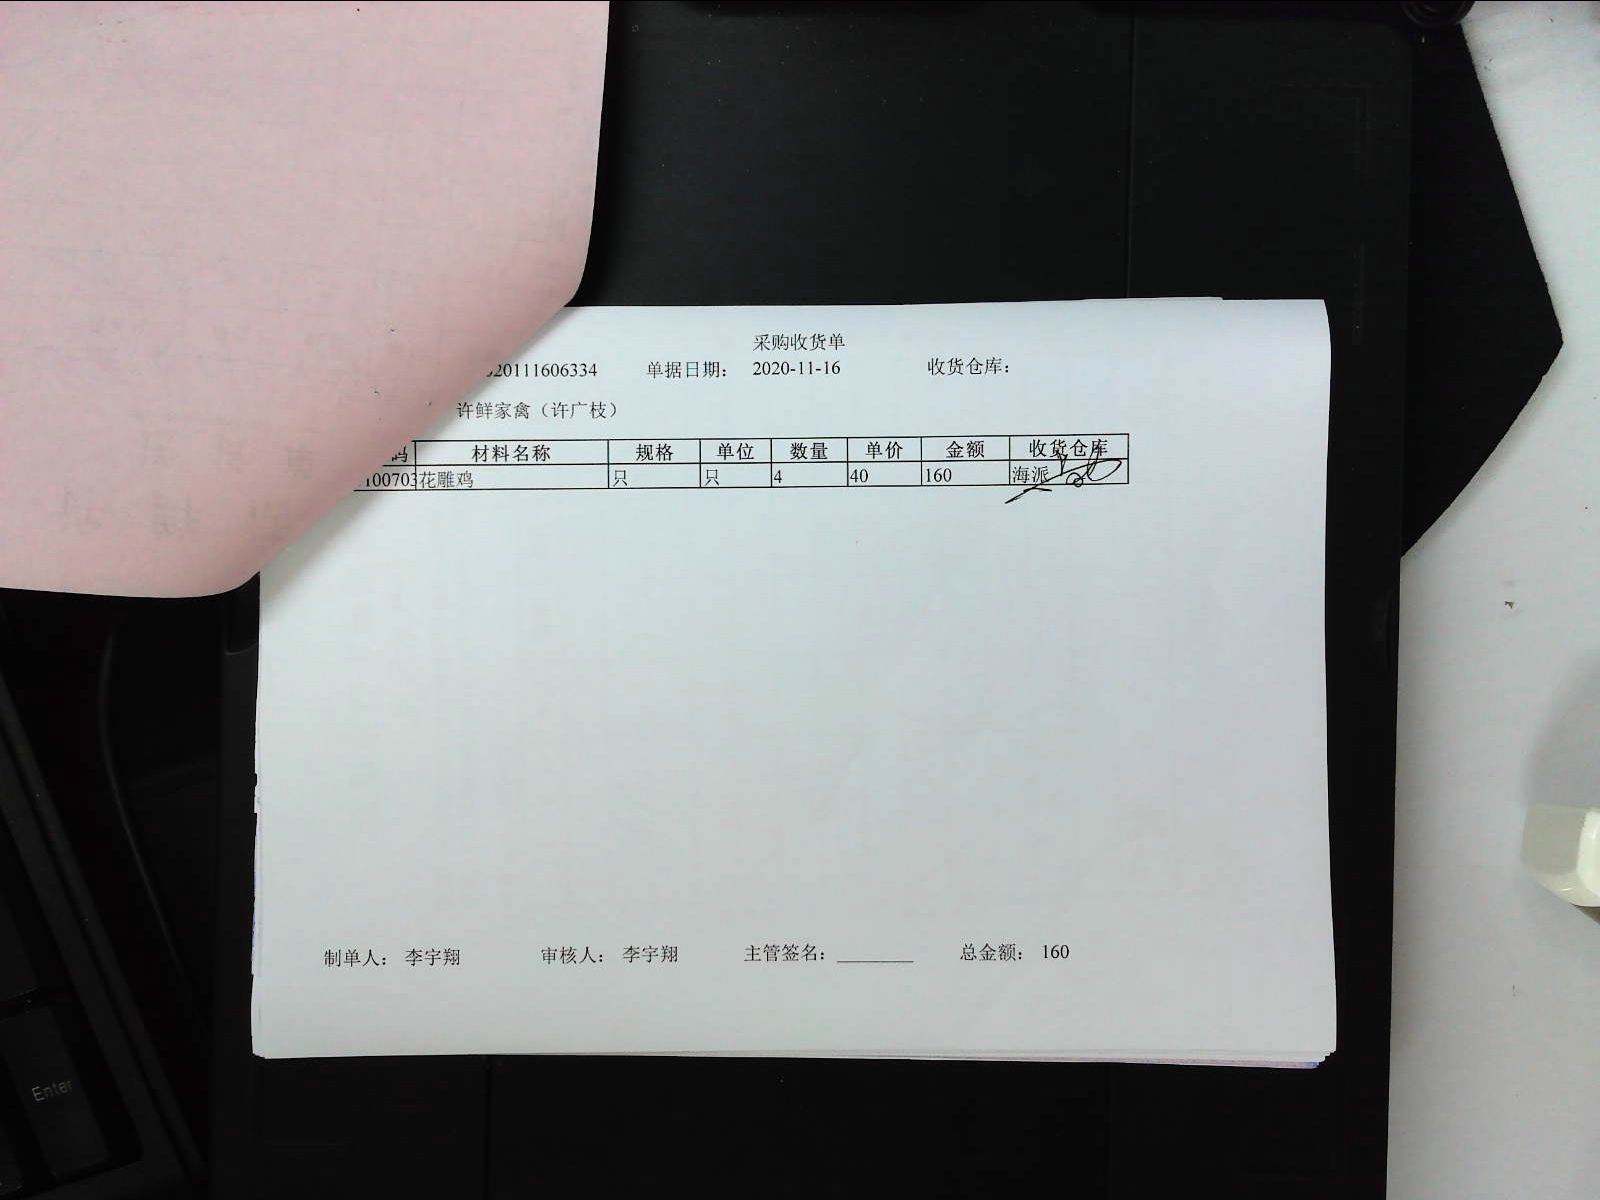 采购收货单
20111606334 单据日期: 2020-11-16 收货仓库:
许鲜家禽（许广枝）
码 材料名称 规格 单位 数量 单价 金额 收货仓库
100703 花雕鸡 只 只 4 40 160 海派
制单人: 李宇翔 审核人: 李宇翔 主管签名: ________ 总金额: 160
Enter